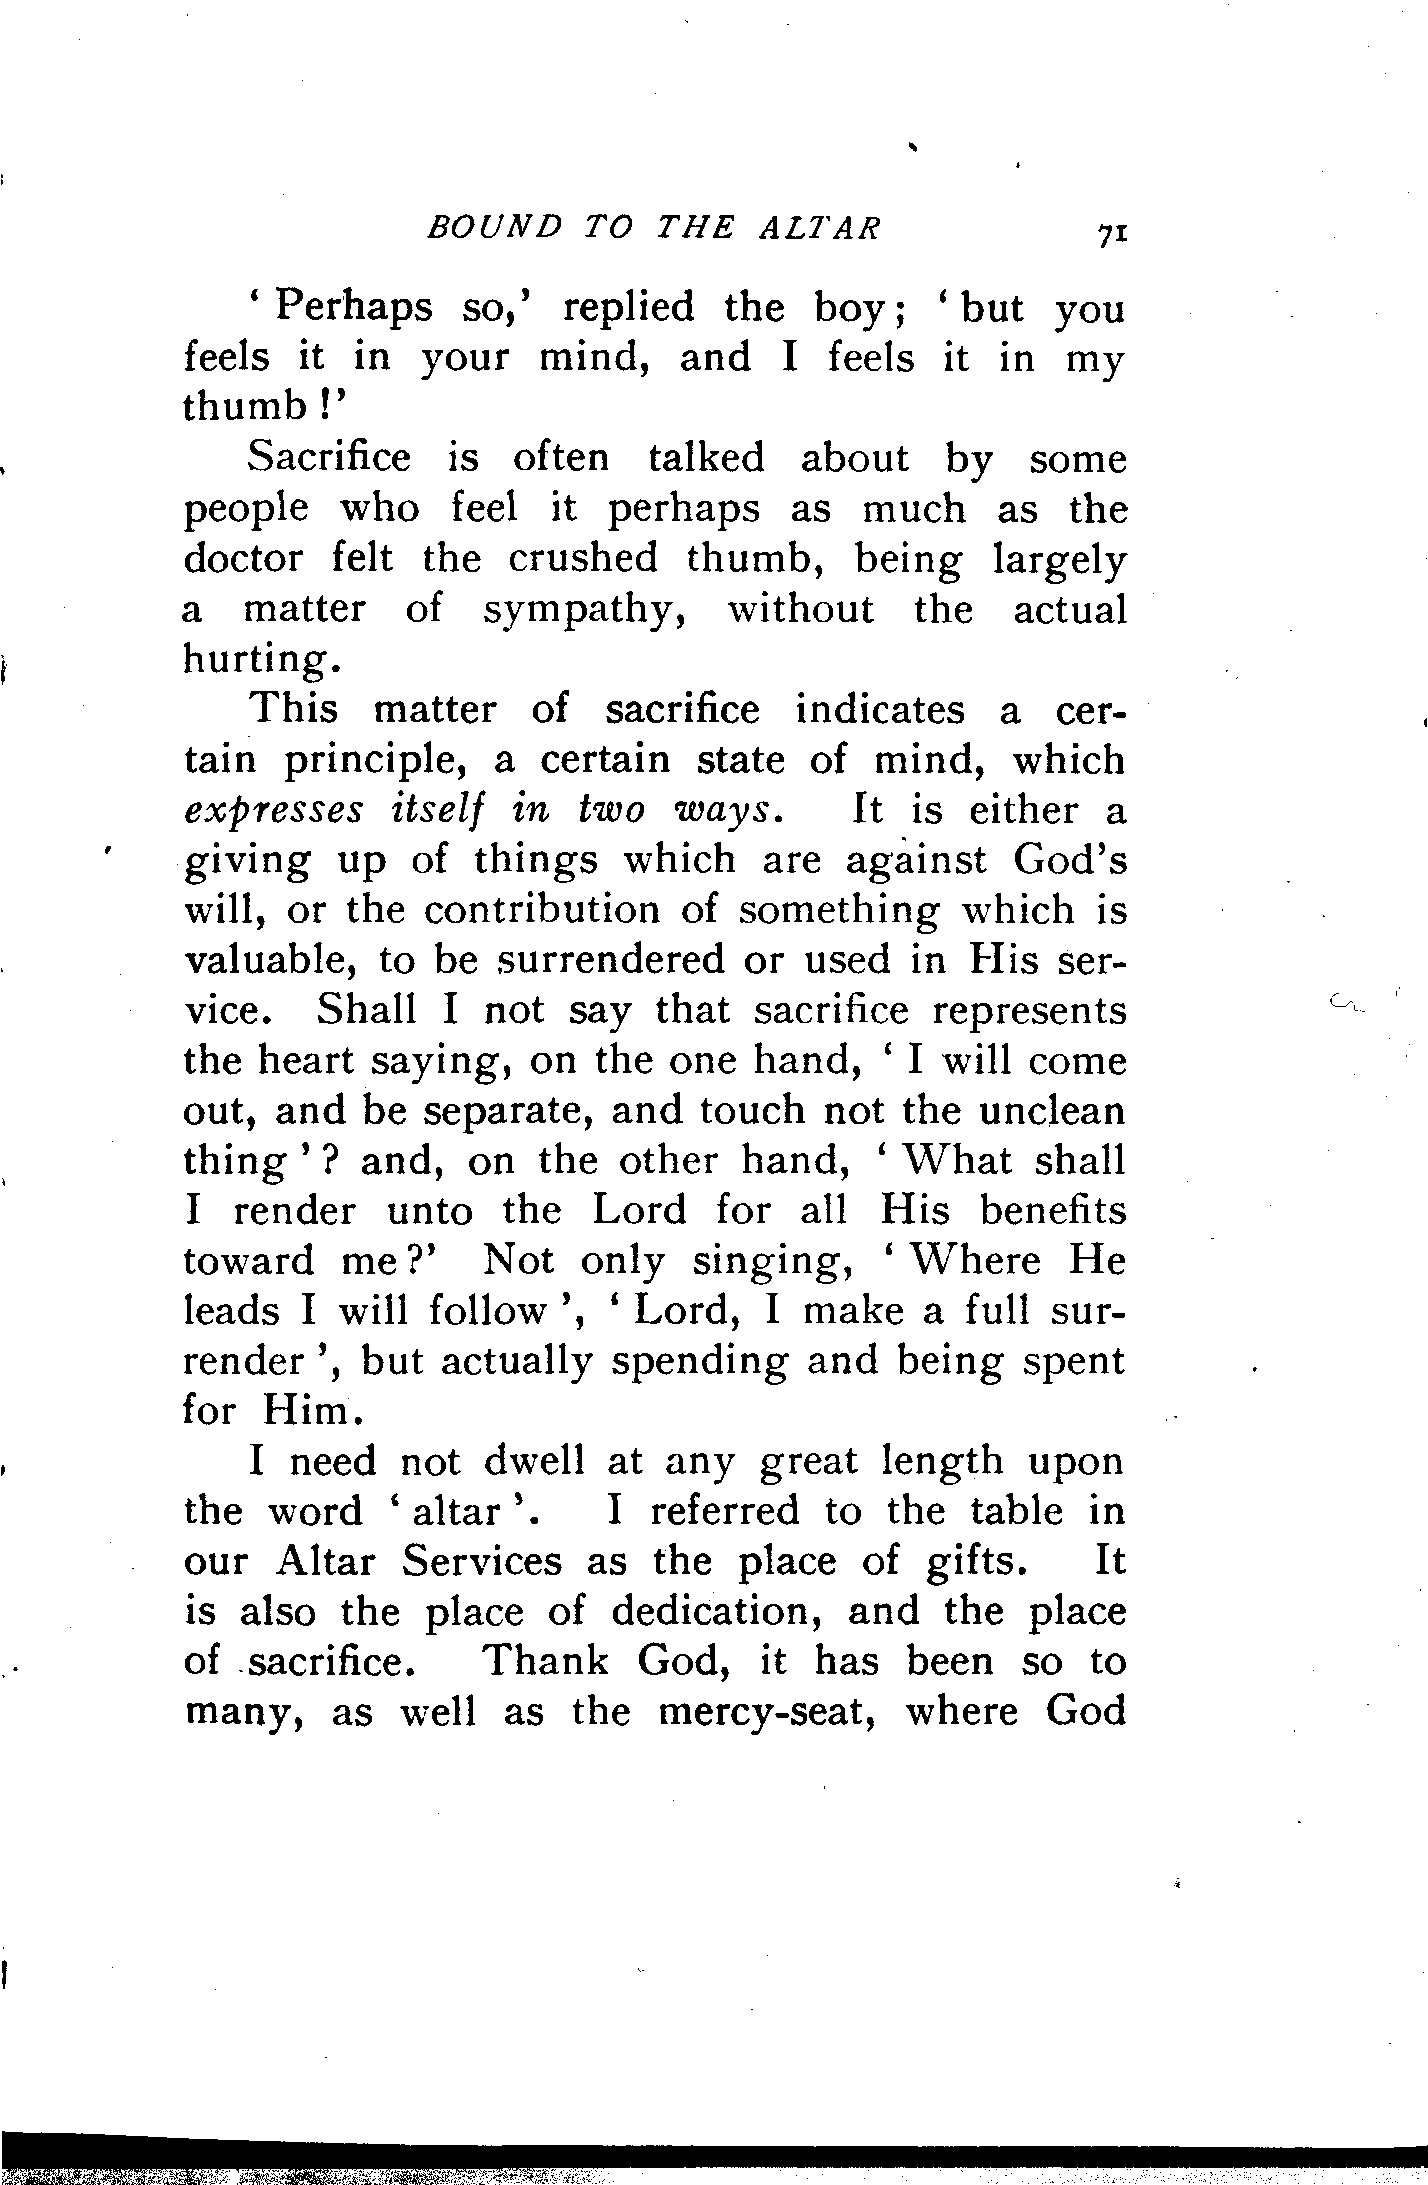 BOUND TO THE ALTAR 71
‘ Perhaps so,’ replied the boy; ‘ but you
feels it in your mind, and I feels it in my
thumb !’
Sacrifice is often talked about by some
people who feel it perhaps as much as the
doctor felt the crushed thumb, being largely
a matter of sympathy, without the actual
hurting.
This matter of sacrifice indicates a cer-
tain principle, a certain state of mind, which
expresses itself in two ways. It is either a
giving up of things which are against God’s
will, or the contribution of something which is
valuable, to be surrendered or used in His ser-
vice. Shall I not say that sacrifice represents
the heart saying, on the one hand, ‘ I will come
out, and be separate, and touch not the unclean
thing ’ ? and, on the other hand, ‘ What shall
I render unto the Lord for all His benefits
toward me ?’ Not only singing, ‘ Where He
leads I will follow ’, ‘ Lord, I make a full sur-
render ’, but actually spending and being spent
for Him.
I need not dwell at any great length upon
the word ‘ altar ’. I referred to the table in
our Altar Services as the place of gifts. It
is also the place of dedication, and the place
of sacrifice. Thank God, it has been so to
many, as well as the mercy-seat, where God